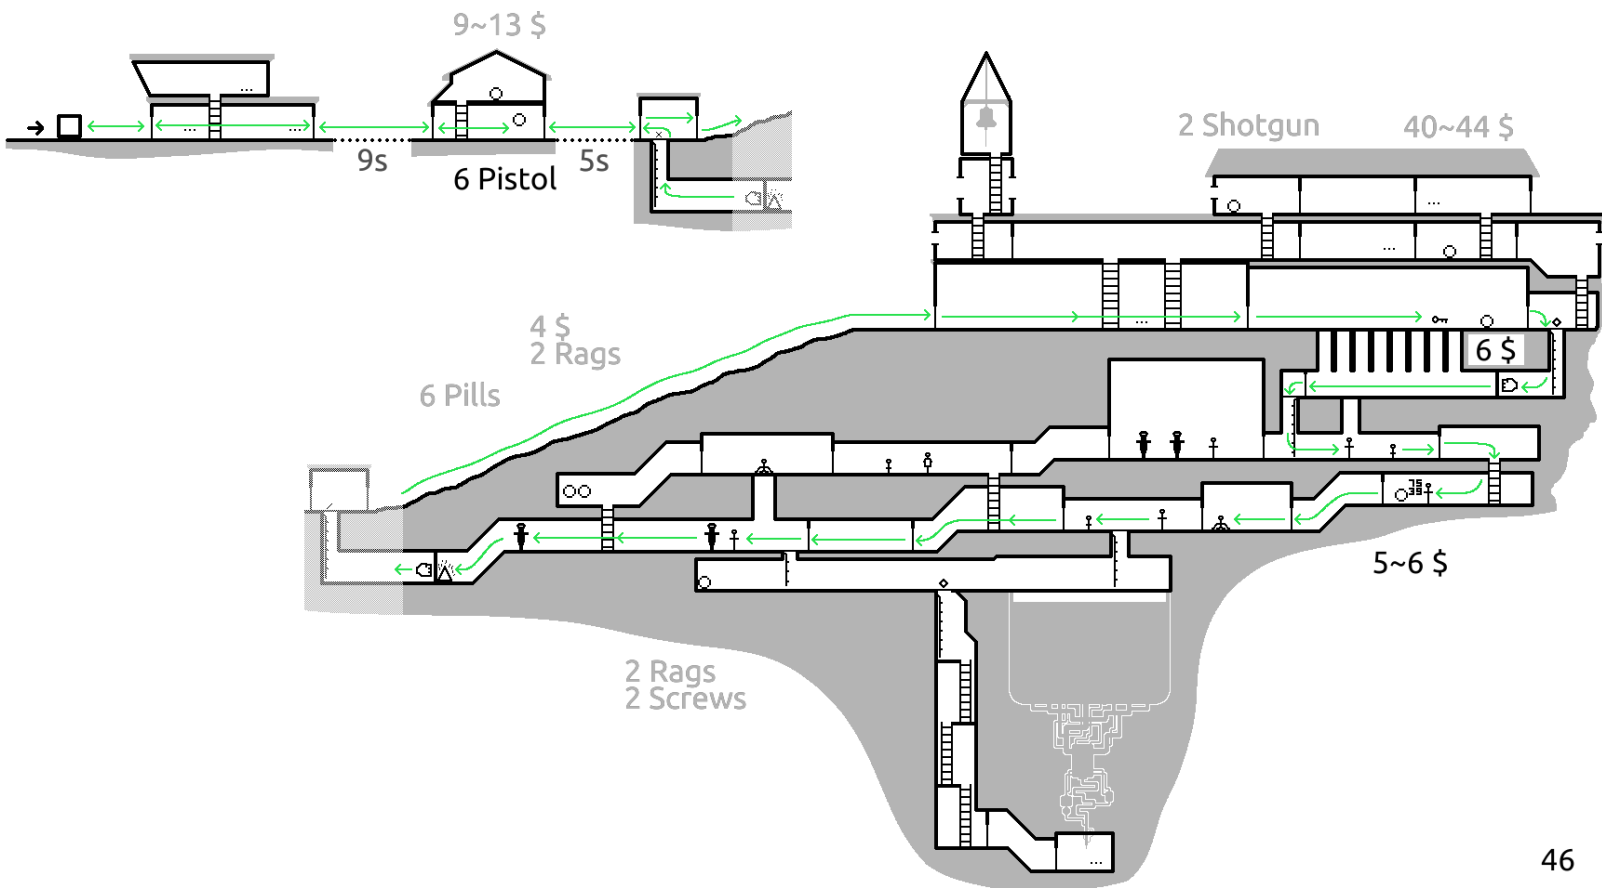 9~13 $
9s
5s
6 Pistol
2 Shotgun
40~44 $
4 $
2 Rags
6 $
6 Pills
5~6 $
2 Rags
2 Screws
46